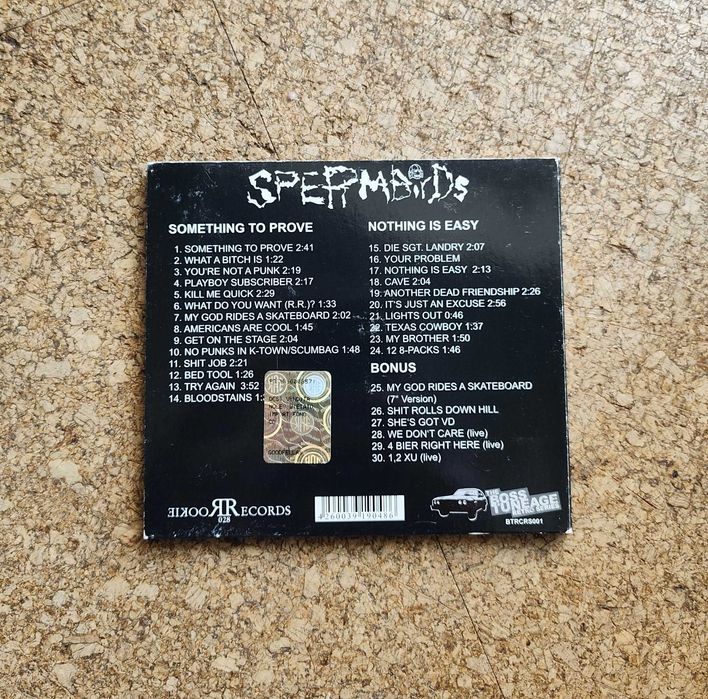 SPERMBIRDS
SOMETHING TO PROVE
1. SOMETHING TO PROVE 2:41
2. WHAT A BITCH IS 1:22
3. YOU'RE NOT A PUNK 2:19
4. PLAYBOY SUBSCRIBER 2:17
5. KILL ME QUICK 2:29
6. WHAT DO YOU WANT (R.R.)? 1:33
7. MY GOD RIDES A SKATEBOARD 2:02
8. AMERICANS ARE COOL 1:45
9. GET ON THE STAGE 2:04
10. NO PUNKS IN K-TOWN/SCUMBAG 1:48
11. SHIT JOB 2:21
12. BED TOOL 1:26
13. TRY AGAIN 3:52
14. BLOODSTAINS
NOTHING IS EASY
15. DIE SGT. LANDRY 2:07
16. YOUR PROBLEM
17. NOTHING IS EASY 2:13
18. CAVE 2:04
19. ANOTHER DEAD FRIENDSHIP 2:26
20. IT'S JUST AN EXCUSE 2:56
21. LIGHTS OUT 0:46
22. TEXAS COWBOY 1:37
23. MY BROTHER 1:50
24. 12 8-PACKS 1:46
BONUS
25. MY GOD RIDES A SKATEBOARD
(7" Version)
26. SHIT ROLLS DOWN HILL
27. SHE'S GOT VD
28. WE DON'T CARE (live)
29. 4 BIER RIGHT HERE (live)
30. 1,2 XU (live)
ROOKIE RECORDS
028
4260039190486
THE
BOSS
TUNEAGE
RETRO SERIES
BTRCRS001